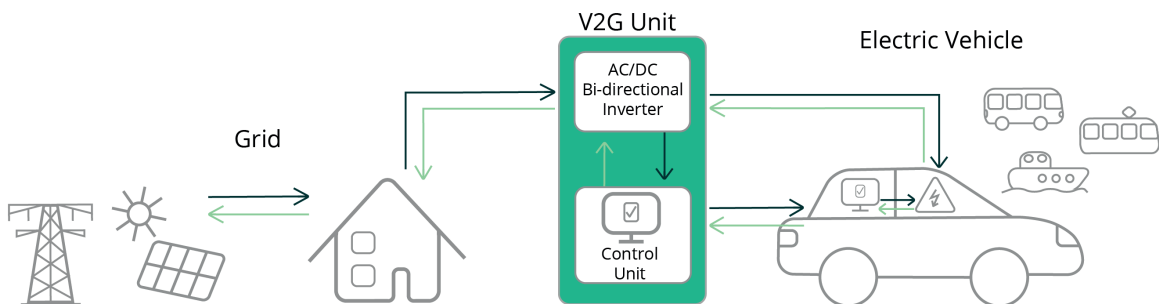 V2G Unit
Electric Vehicle
AC/DC
Bi-directional
Inverter
Grid
Control
Unit